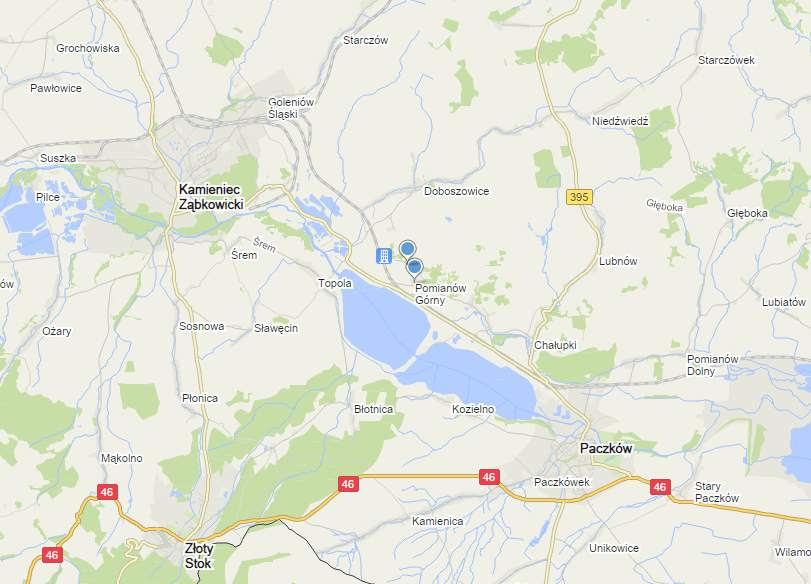 Starczów
Grochowiska
Starczówek
Pawłowice
Goleniów
Śląski
Niedźwiedź
Suszka
Kamieniec
Ząbkowicki
Doboszowice
Pilce
395
Głęboka
Głęboka
Śrem
Śrem
Lubnów
ów
Topola
Pomianów
Górny
Lubiatów
Ożary
Sosnowa
Sławęcin
Chałupki
Pomianów
Dolny
Płonica
Błotnica
Kozielno
Paczków
Mąkolno
46
46
46
46
Paczkówek
Stary
Paczków
Kamienica
Złoty
Stok
46
Unikowice
Wilamo